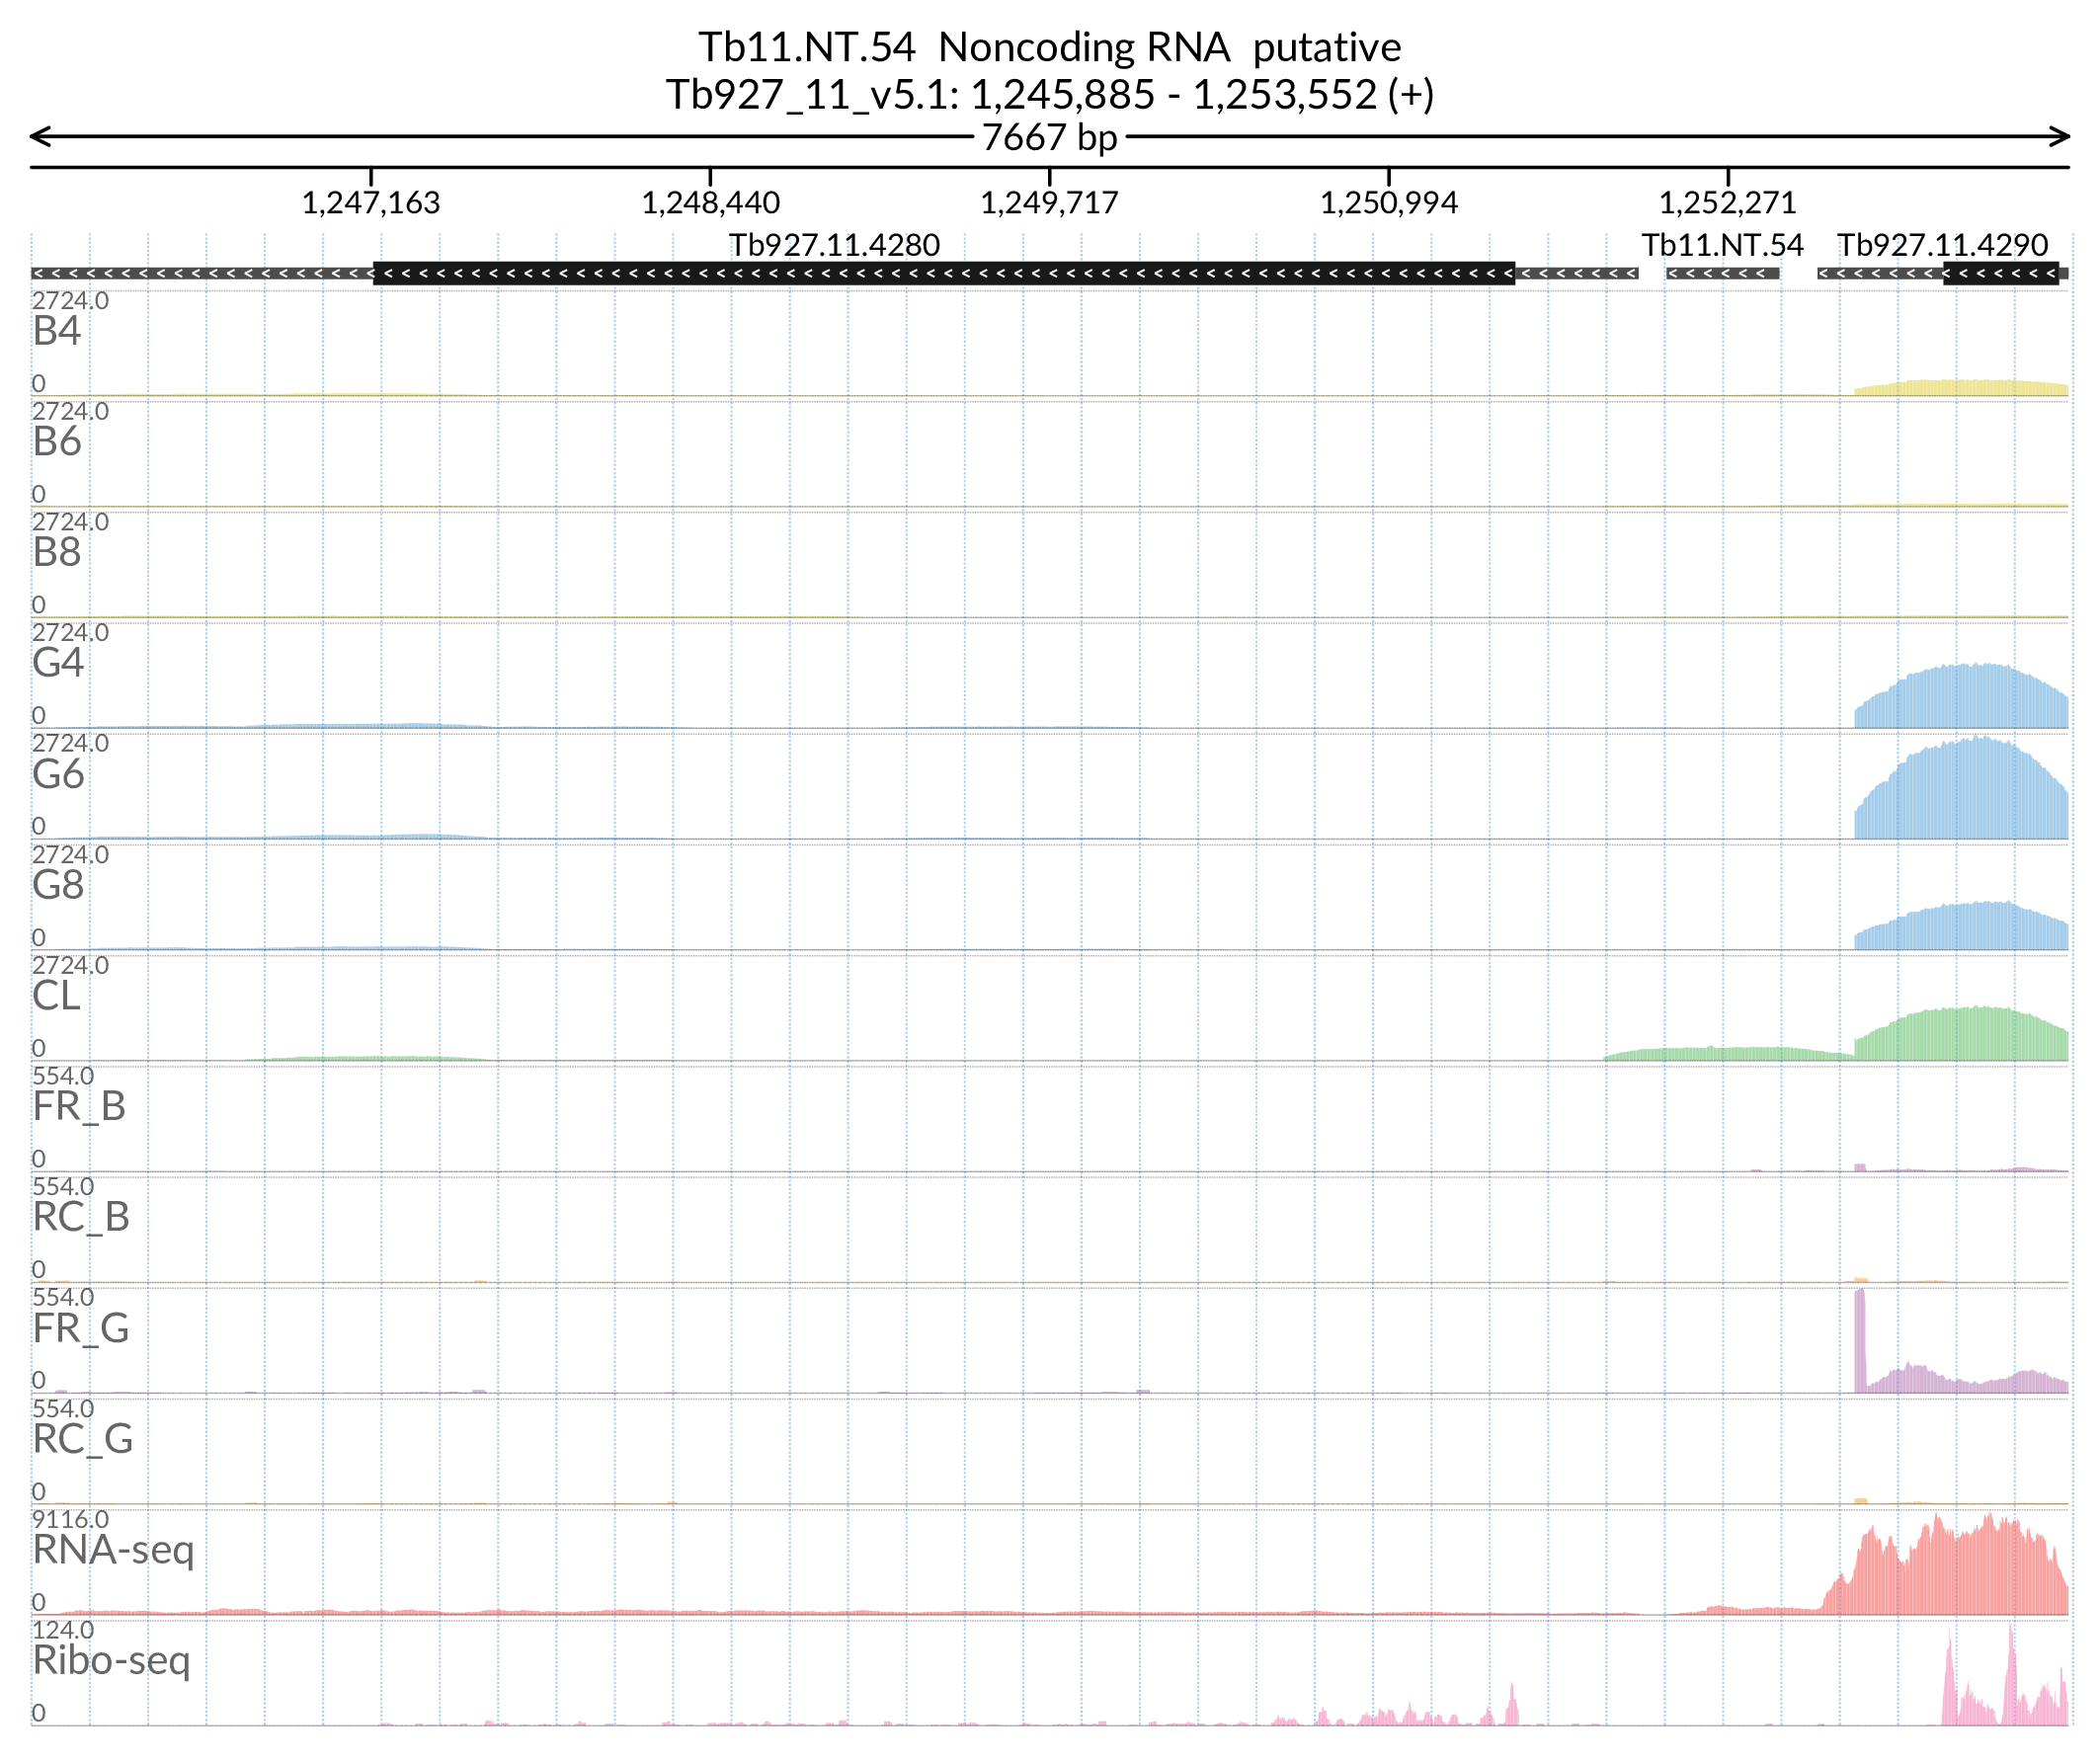 Tb11.NT.54 Noncoding RNA putative
Tb927_11_v5.1: 1,245,885 - 1,253,552 (+)
7667 bp
1,247,163 1,248,440 1,249,717 1,250,994 1,252,271
Tb927.11.4280 Tb11.NT.54 Tb927.11.4290
2724.0
B4
0
2724.0
B6
0
2724.0
B8
0
2724.0
G4
0
2724.0
G6
0
2724.0
G8
0
2724.0
CL
0
554.0
FR_B
0
554.0
RC_B
0
554.0
FR_G
0
554.0
RC_G
0
9116.0
RNA-seq
0
124.0
Ribo-seq
0